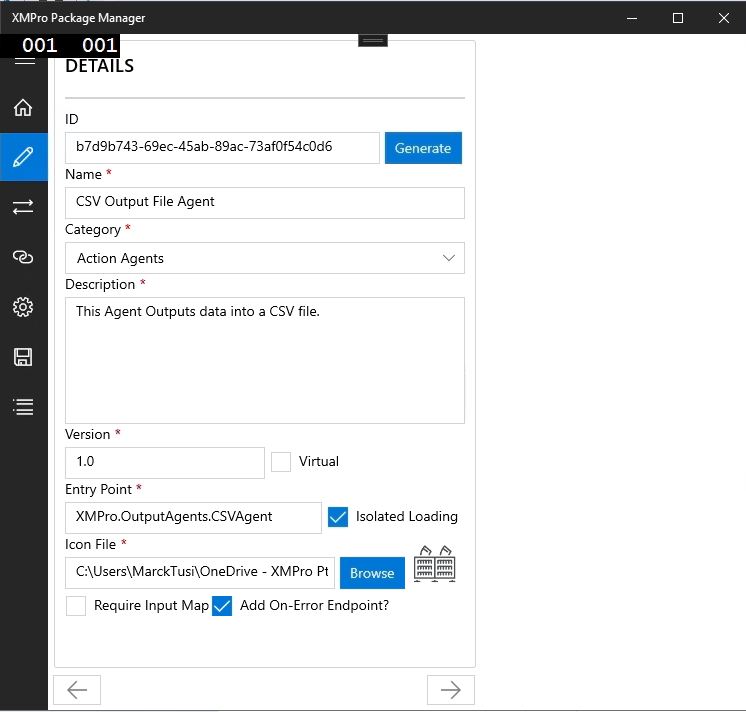 XMPro Package Manager
001 001
DETAILS
ID
b7d9b743-69ec-45ab-89ac-73af0f54c0d6
Generate
Name *
CSV Output File Agent
Category *
Action Agents
Description *
This Agent Outputs data into a CSV file.
Version *
1.0
Virtual
Entry Point *
XMPro.OutputAgents.CSVAgent
Isolated Loading
Icon File *
C:\Users\MarckTusi\OneDrive - XMPro Pt
Browse
Require Input Map
Add On-Error Endpoint?